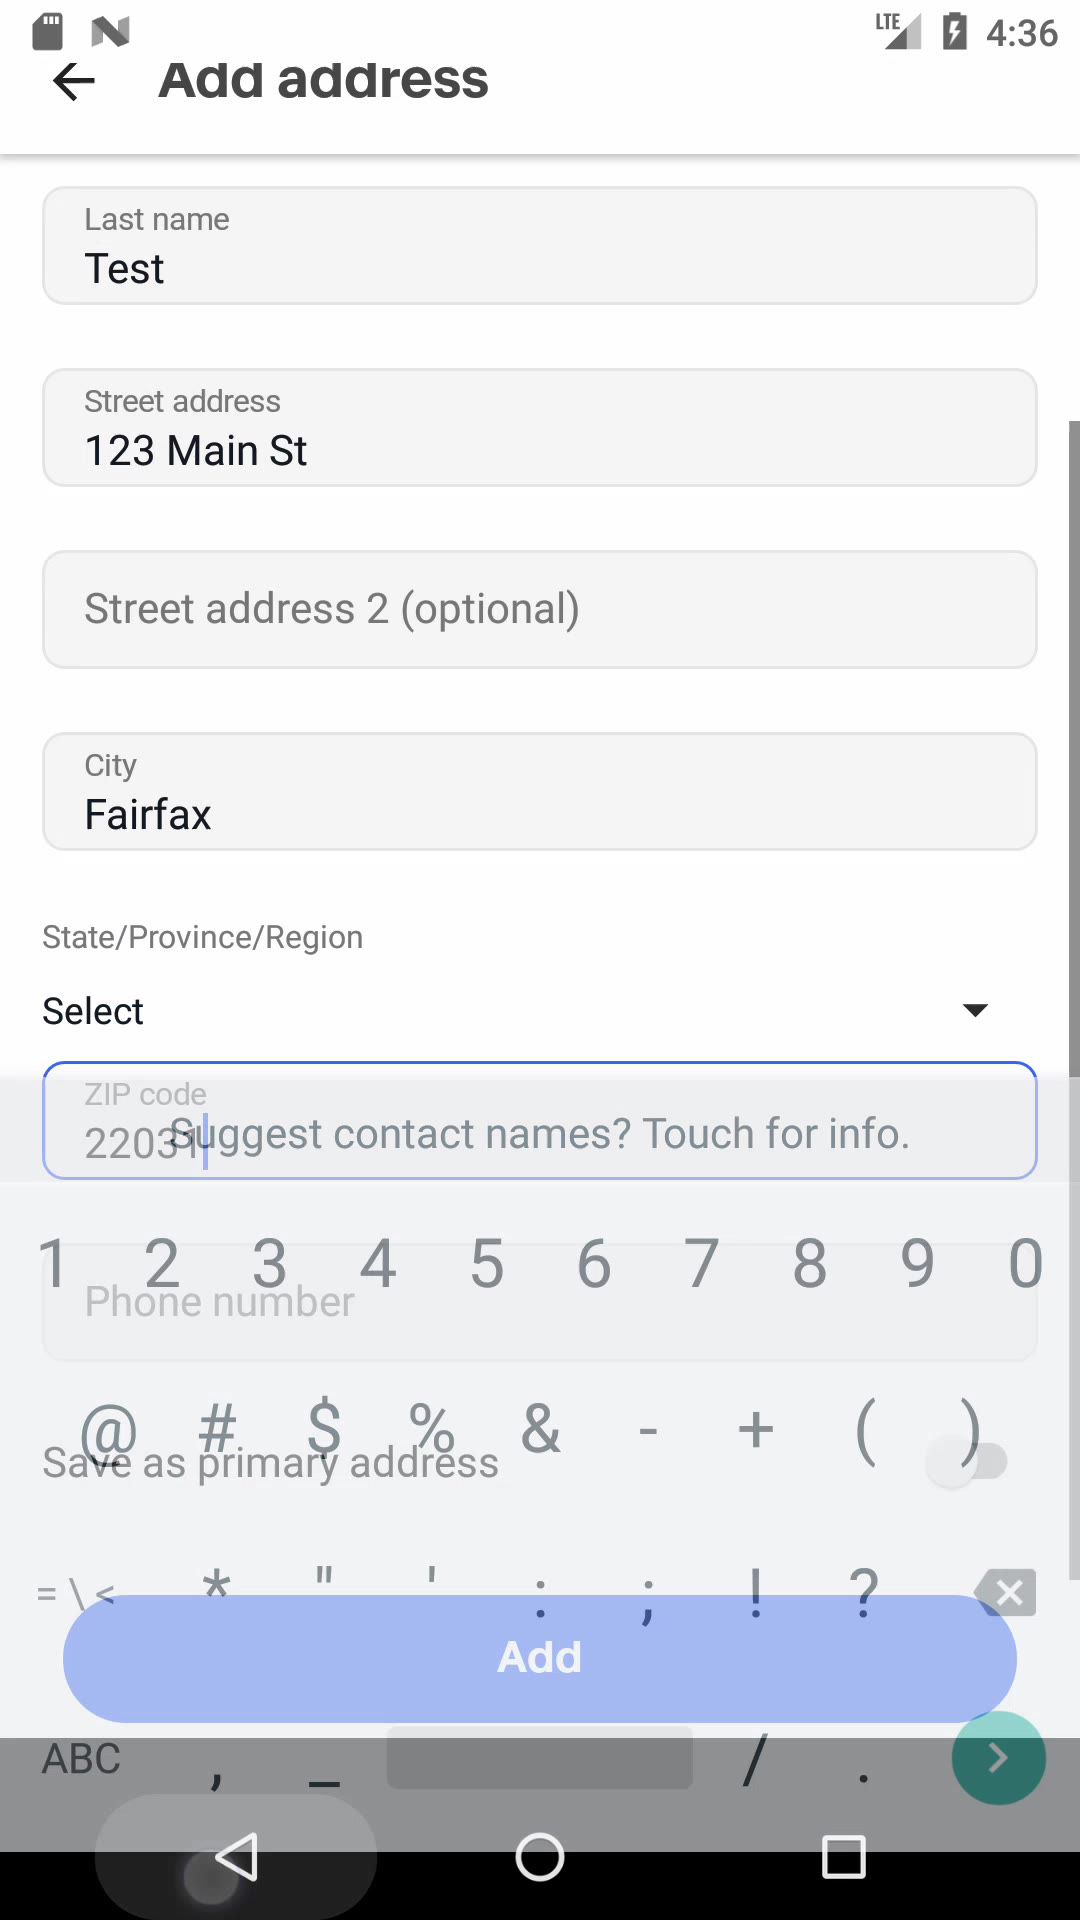 LTE 4:36
Add address
Last name
Test
Street address
123 Main St
Street address 2 (optional)
City
Fairfax
State/Province/Region
Select
ZIP code
22031
Suggest contact names? Touch for info.
1 2 3 4 5 6 7 8 9 0
Phone number
@ # $ % & - + ( )
Save as primary address
= \ < * " ' : ; ! ?
Add
ABC , _ / .